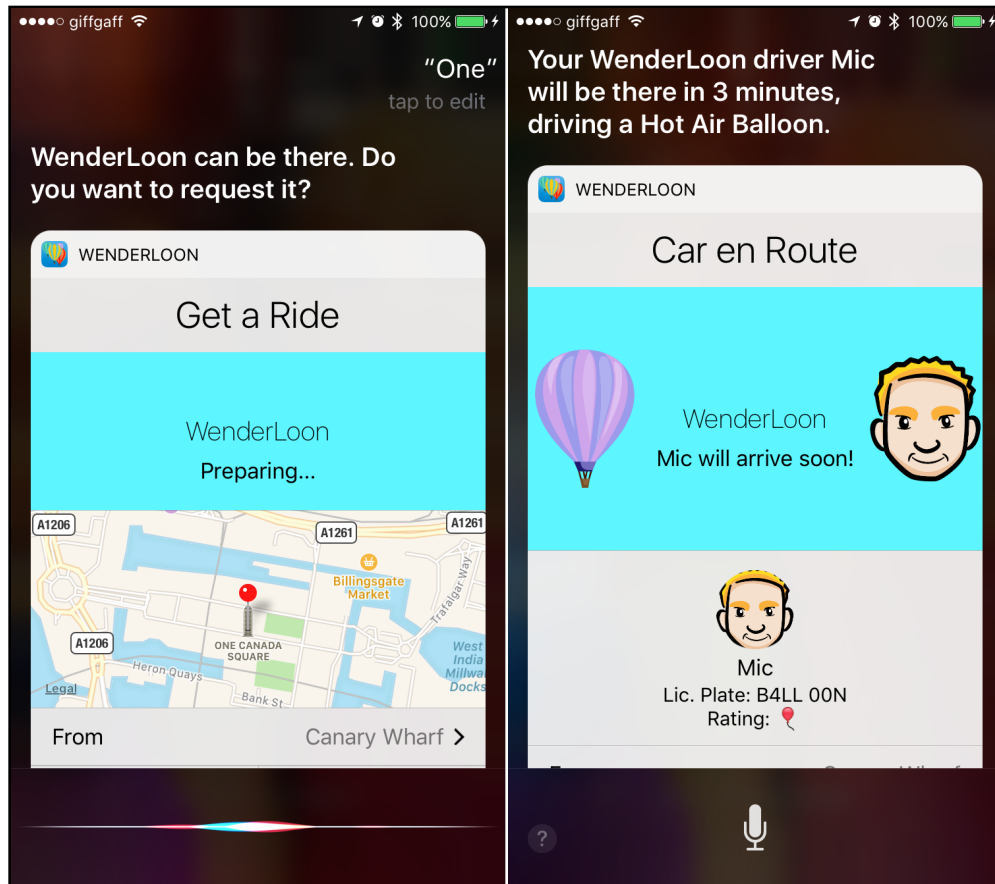 giffgaff 100%
“One”
tap to edit
WenderLoon can be there. Do
you want to request it?
WENDERLOON
Get a Ride
WenderLoon
Preparing...
A1206
A1261
A1261
Billingsgate
Market
Trafalgar Way
A1206
ONE CANADA
SQUARE
West
India
Millwa
Docks
Heron Quays
Legal
Bank St
From Canary Wharf
giffgaff 100%
Your WenderLoon driver Mic
will be there in 3 minutes,
driving a Hot Air Balloon.
WENDERLOON
Car en Route
WenderLoon
Mic will arrive soon!
Mic
Lic. Plate: B4LL 00N
Rating: 🎈
?